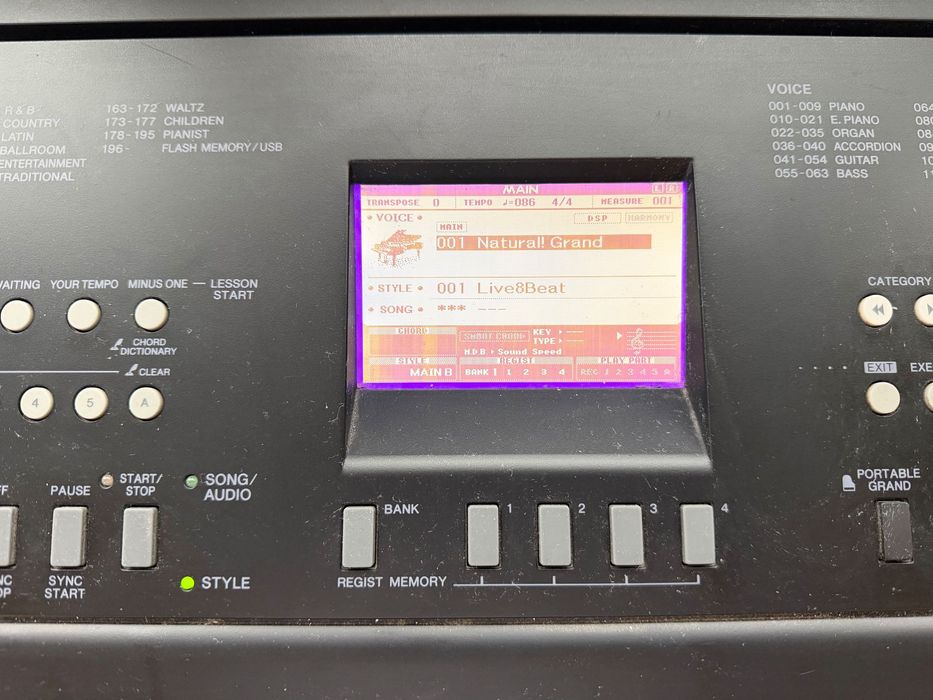 R & B
COUNTRY
LATIN
BALLROOM
ENTERTAINMENT
TRADITIONAL
163-172 WALTZ
173-177 CHILDREN
178-195 PIANIST
196- FLASH MEMORY/USB
VOICE
001-009 PIANO
010-021 E. PIANO
022-035 ORGAN
036-040 ACCORDION
041-054 GUITAR
055-063 BASS
MAIN
TRANSPOSE 0 TEMPO ♩=086 4/4 MEASURE 001
VOICE DSP HARMONY
MAIN
001 Natural! Grand
STYLE 001 Live8Beat
SONG *** ---
CHORD SMART CHORD KEY
TYPE
M.D.B Sound Speed
STYLE REGIST PLAY PART
MAIN B BANK 1 1 2 3 4 REC 1 2 3 4 5 A
WAITING YOUR TEMPO MINUS ONE LESSON
START
CHORD
DICTIONARY
CLEAR
4 5 A
CATEGORY
EXIT
PAUSE START/
STOP
SONG/
AUDIO
SYNC
START
STYLE
BANK 1 2 3 4
REGIST MEMORY
PORTABLE
GRAND